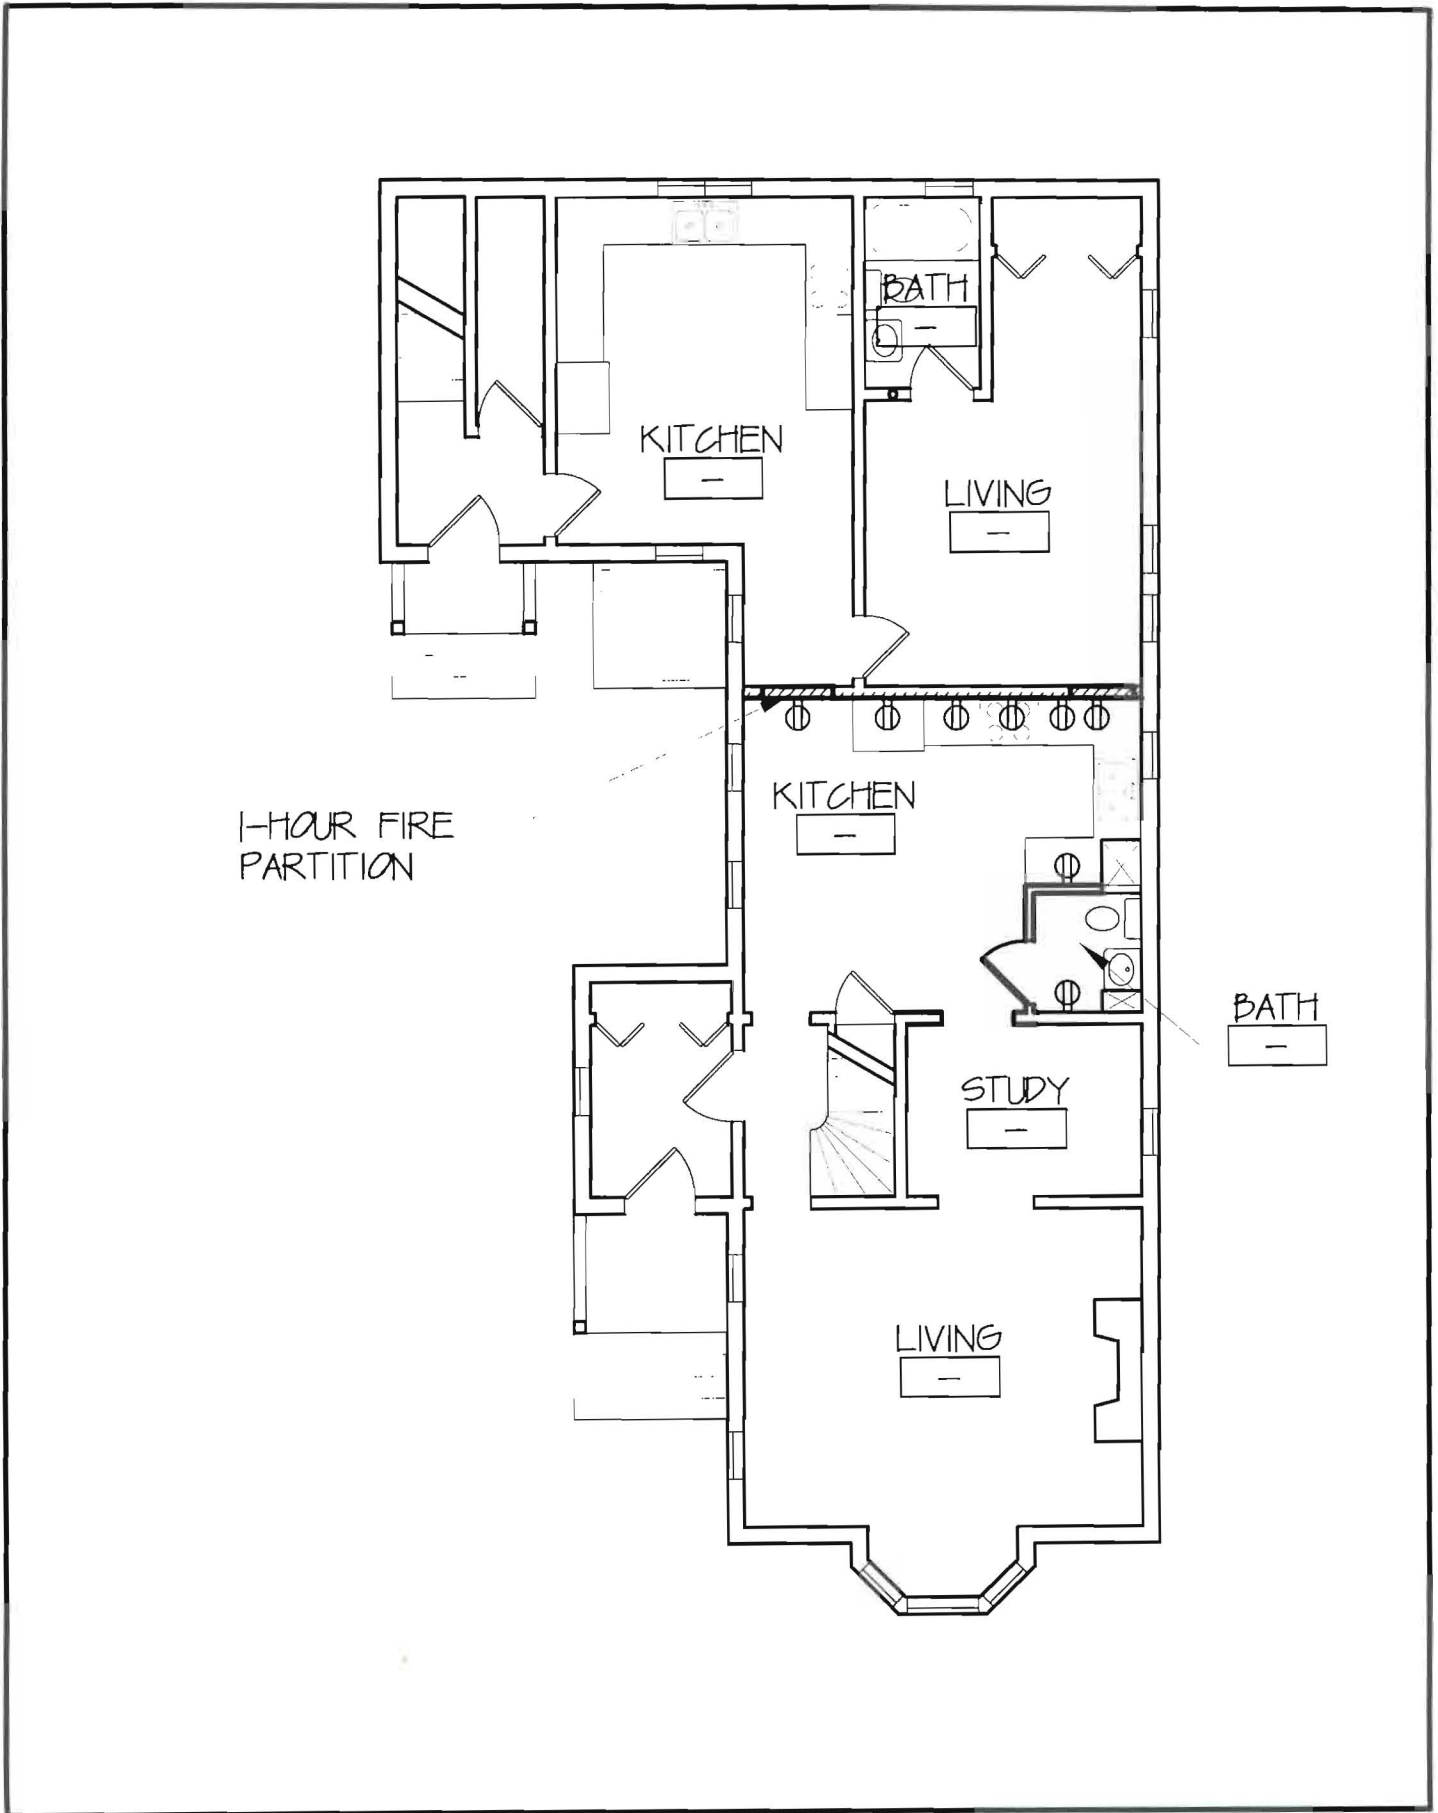 BATH
KITCHEN
LIVING
KITCHEN
1-HOUR FIRE
PARTITION
BATH
STUDY
LIVING